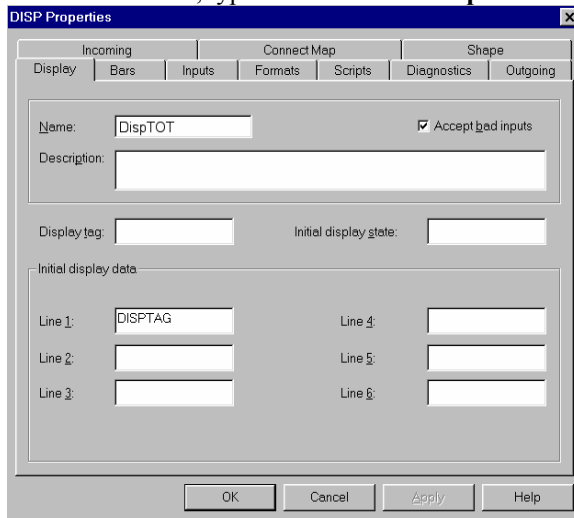 DISP Properties
Incoming Connect Map Shape
Display Bars Inputs Formats Scripts Diagnostics Outgoing
Name: DispTOT Accept bad inputs
Description:
Display tag: Initial display state:
Initial display data
Line 1: DISPTAG Line 4:
Line 2: Line 5:
Line 3: Line 6:
OK Cancel Apply Help